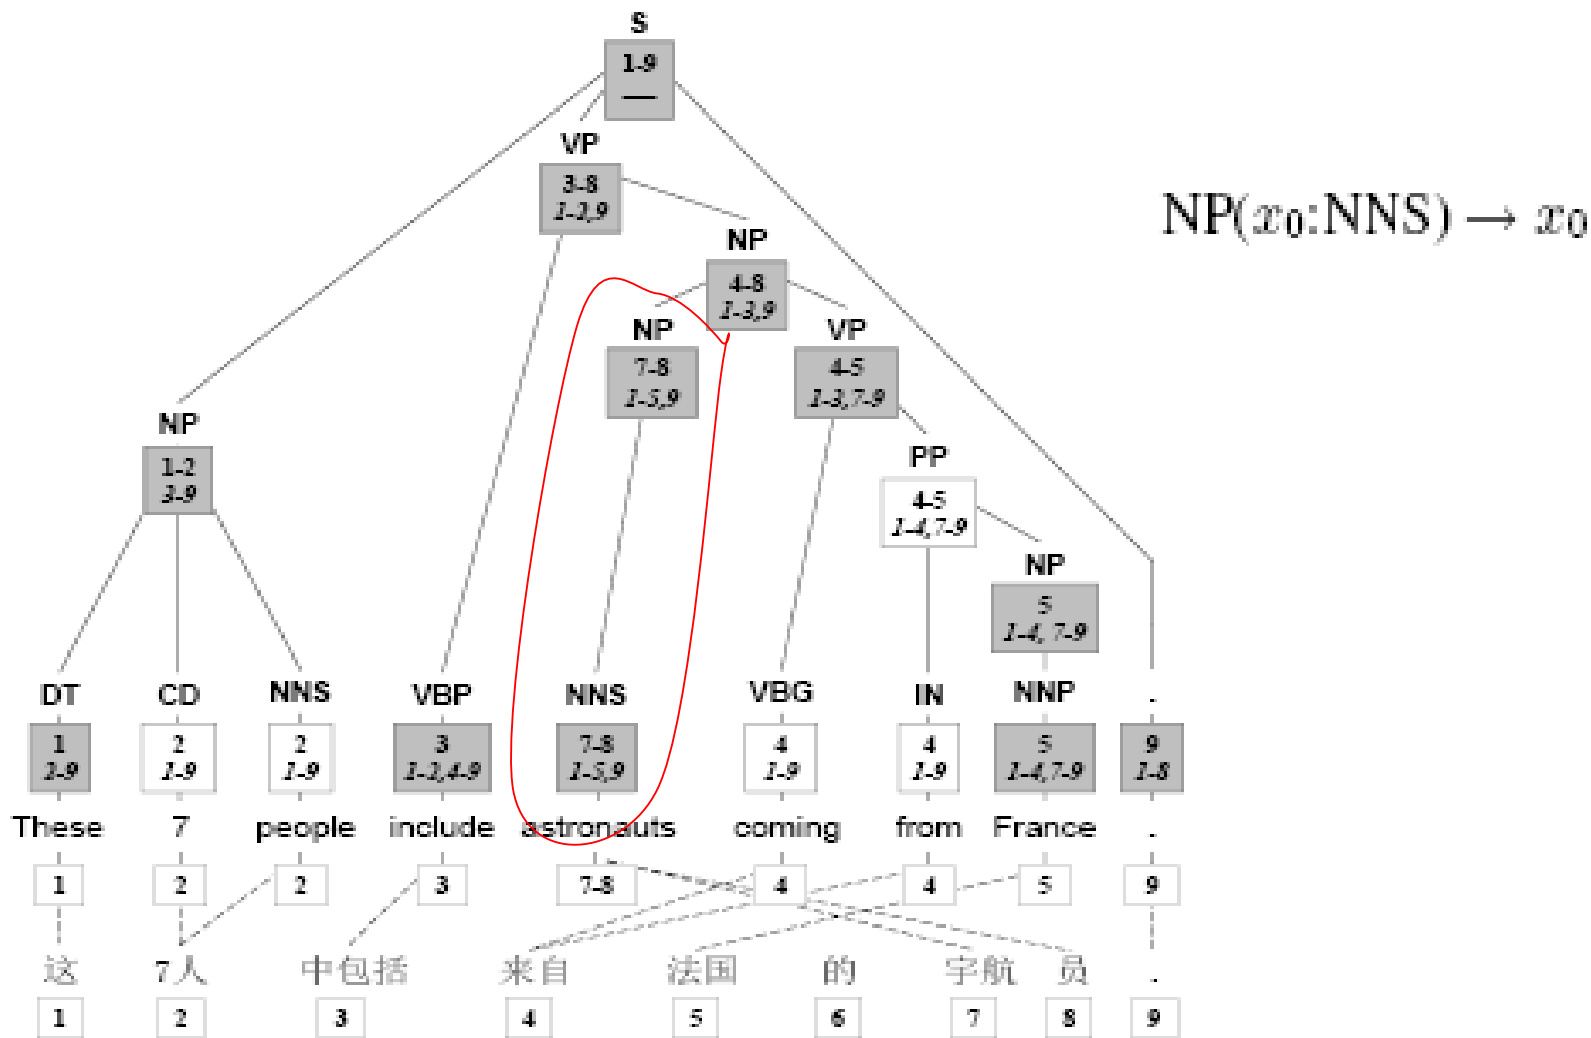 S
1-9
VP
3-8
1-2,9
NP(x₀:NNS) → x₀
NP
4-8
1-3,9
NP VP
7-8 4-5
1-5,9 1-3,7-9
NP
1-2
3-9
PP
4-5
1-4,7-9
NP
5
1-4, 7-9
DT CD NNS VBP NNS VBG IN NNP .
1 2 2 3 7-8 4 4 5 9
2-9 1-9 1-9 1-2,4-9 1-5,9 1-9 1-9 1-4,7-9 1-8
These 7 people include astronauts coming from France .
1 2 2 3 7-8 4 4 5 9
这 7人 中包括 来自 法国 的 宇航 员 .
1 2 3 4 5 6 7 8 9